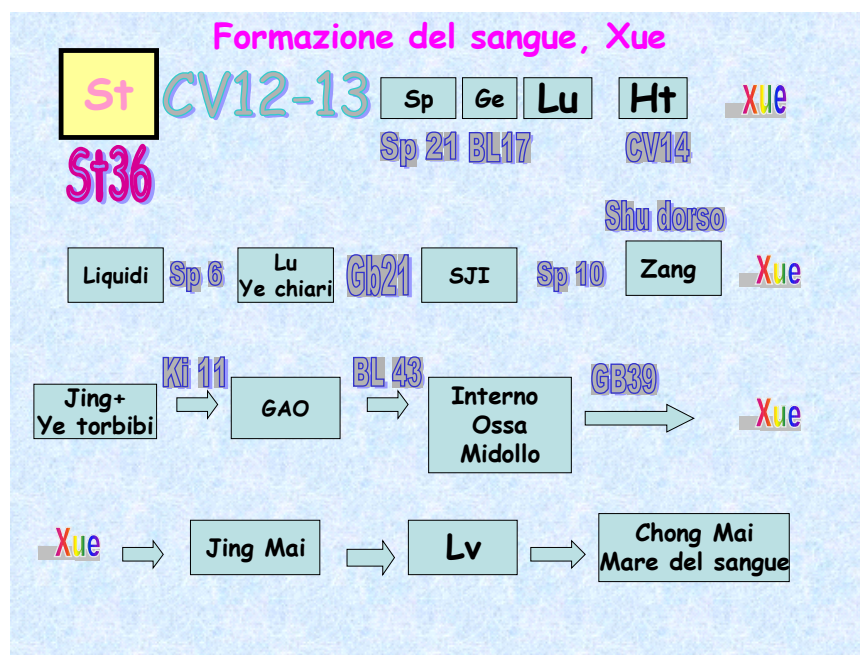 Formazione del sangue, Xue
St CV12-13 Sp Ge Lu Ht Xue
St36 Sp 21 BL17 CV14
Shu dorso
Liquidi Sp 6 Lu Gb21 SJI Sp 10 Zang Xue
Ye chiari
Ki 11 BL 43 GB39
Jing+ GAO Interno Xue
Ye torbibi Ossa
Midollo
Xue Jing Mai Lv Chong Mai
Mare del sangue